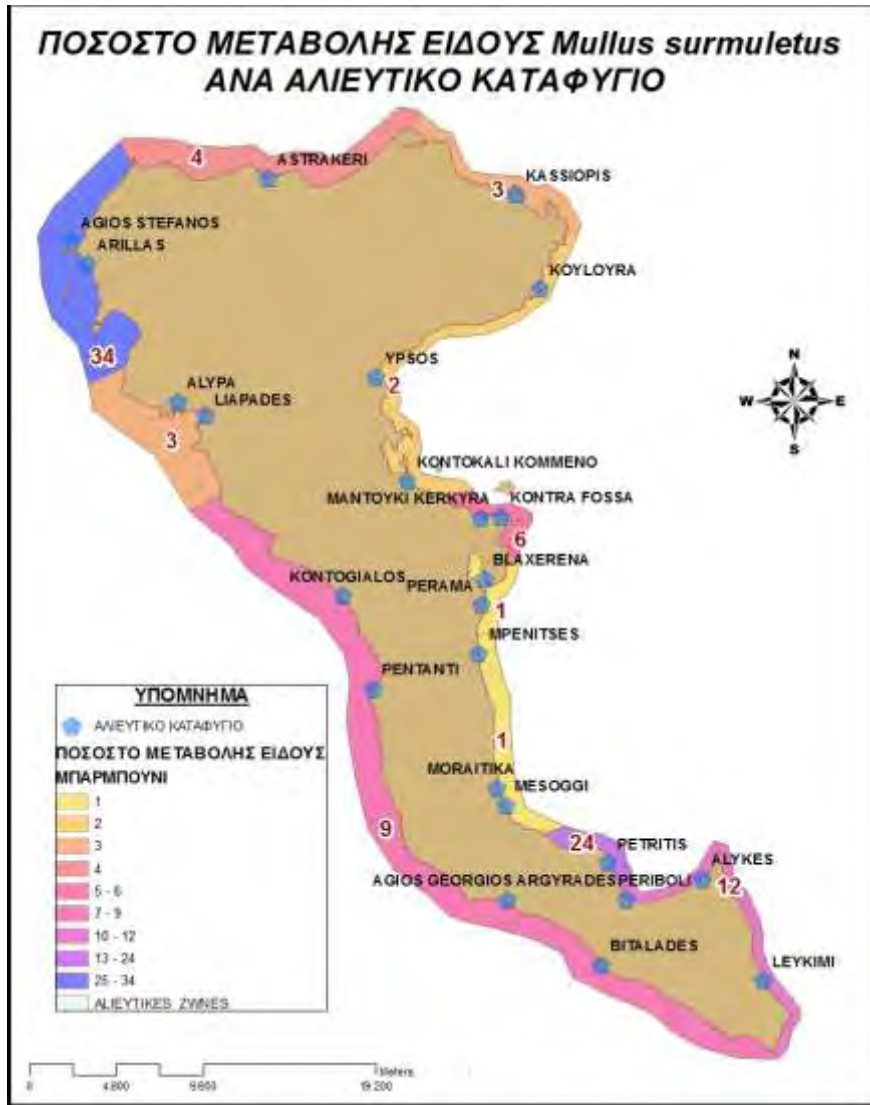 ΠΟΣΟΣΤΟ ΜΕΤΑΒΟΛΗΣ ΕΙΔΟΥΣ Mullus surmuletus
ΑΝΑ ΑΛΙΕΥΤΙΚΟ ΚΑΤΑΦΥΓΙΟ
4
ASTRAKERI
KASSIOPIS
3
AGIOS STEFANOS
ARILLAS
KOYLOYRA
34
YPSOS
2
ALYPA
LIAPADES
3
N
W
E
S
KONTOKALI KOMMENO
MANTOYKI KERKYRA
KONTRA FOSSA
6
BLAXERENA
KONTOGIALOS
PERAMA
1
MPENITSES
PENTANTI
1
MORAITIKA
MESOGGI
9
24
PETRITIS
ALYKES
12
AGIOS GEORGIOS ARGYRADES
PERIBOLI
BITALADES
LEYKIMI
ΥΠΟΜΝΗΜΑ
ΑΛΙΕΥΤΙΚΟ ΚΑΤΑΦΥΓΙΟ
ΠΟΣΟΣΤΟ ΜΕΤΑΒΟΛΗΣ ΕΙΔΟΥΣ
ΜΠΑΡΜΠΟΥΝΙ
1
2
3
4
5 - 6
7 - 9
10 - 12
13 - 24
25 - 34
ALIEYTIKES ZWNES
Meters
0
4.800
9.600
19.200